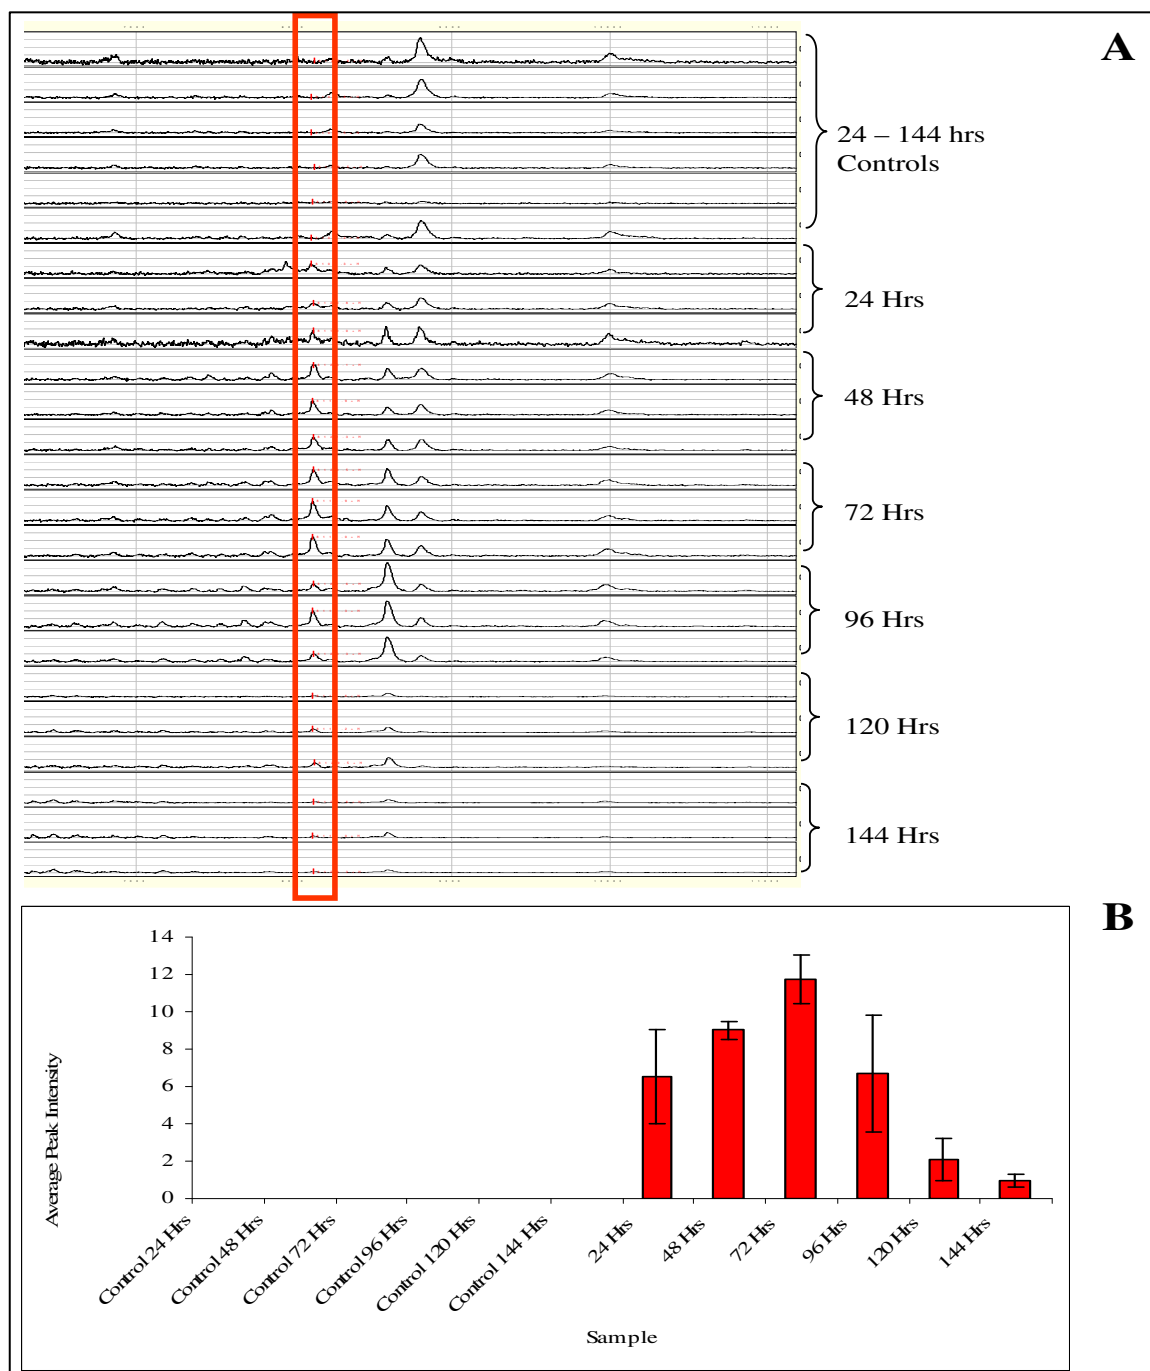 A
24 – 144 hrs
Controls
24 Hrs
48 Hrs
72 Hrs
96 Hrs
120 Hrs
144 Hrs
B
14
12
10
8
6
4
2
0
Average Peak Intensity
Control 24 Hrs
Control 48 Hrs
Control 72 Hrs
Control 96 Hrs
Control 120 Hrs
Control 144 Hrs
24 Hrs
48 Hrs
72 Hrs
96 Hrs
120 Hrs
144 Hrs
Sample